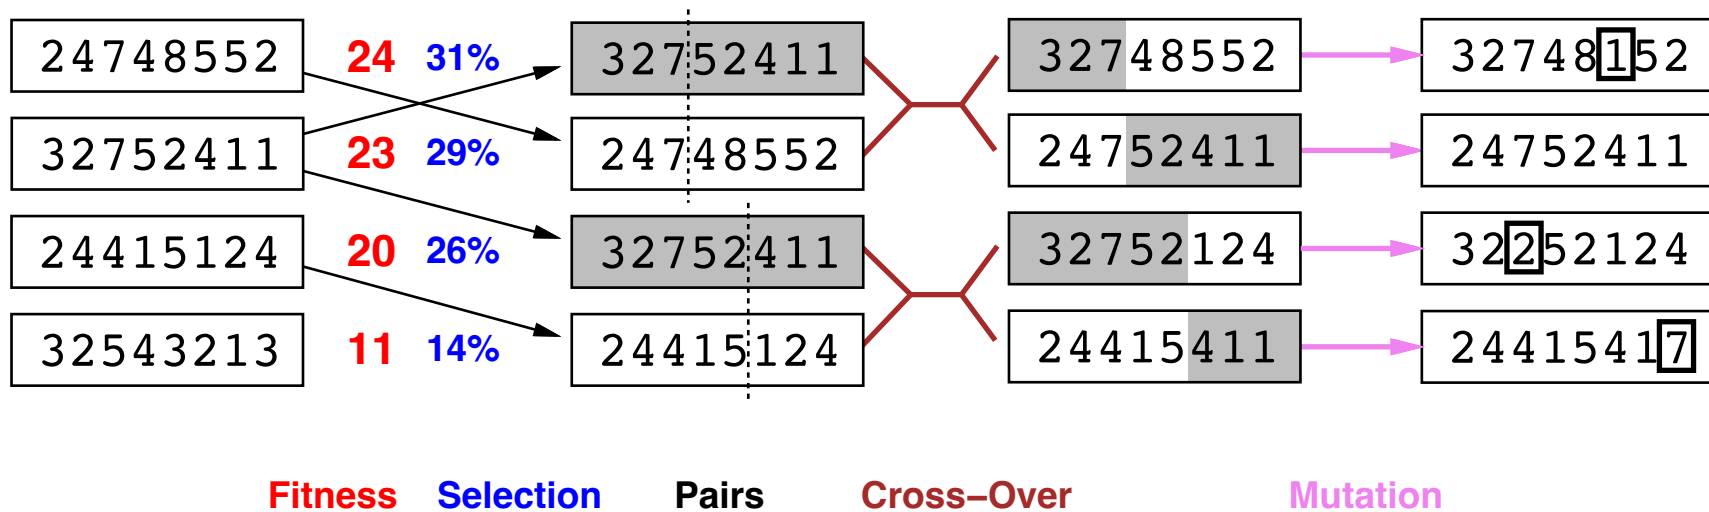 24748552 24 31% 32752411 32748552 32748152
32752411 23 29% 24748552 24752411 24752411
24415124 20 26% 32752411 32752124 32252124
32543213 11 14% 24415124 24415411 24415417
Fitness Selection Pairs Cross–Over Mutation